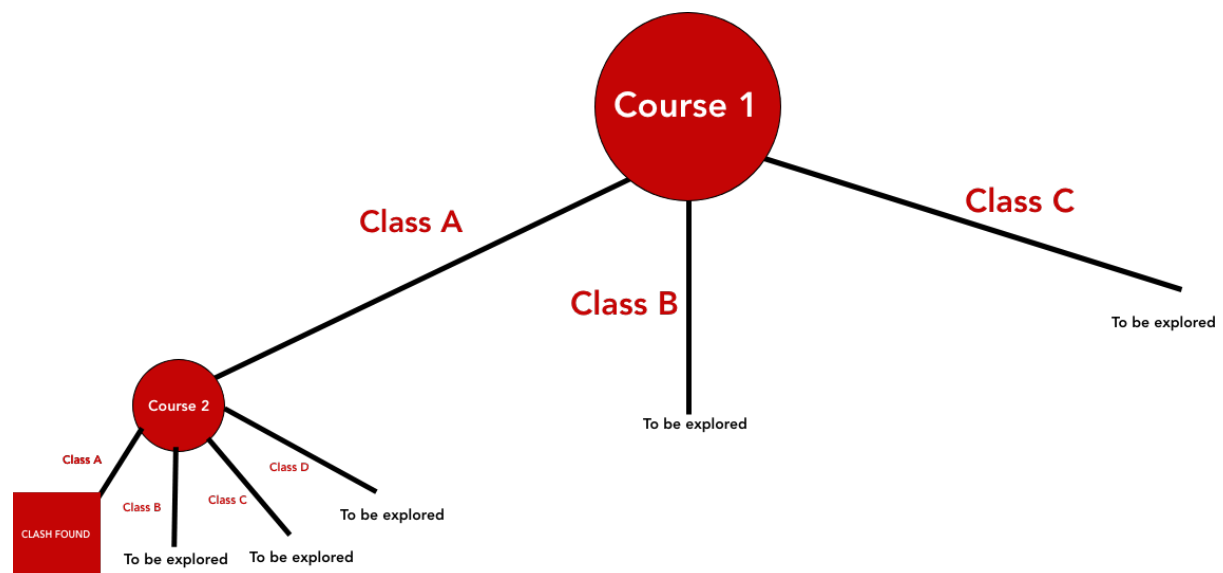 Course 1
Class A
Class C
Class B
To be explored
To be explored
Course 2
Class A
Class B
Class C
Class D
CLASH FOUND
To be explored
To be explored
To be explored